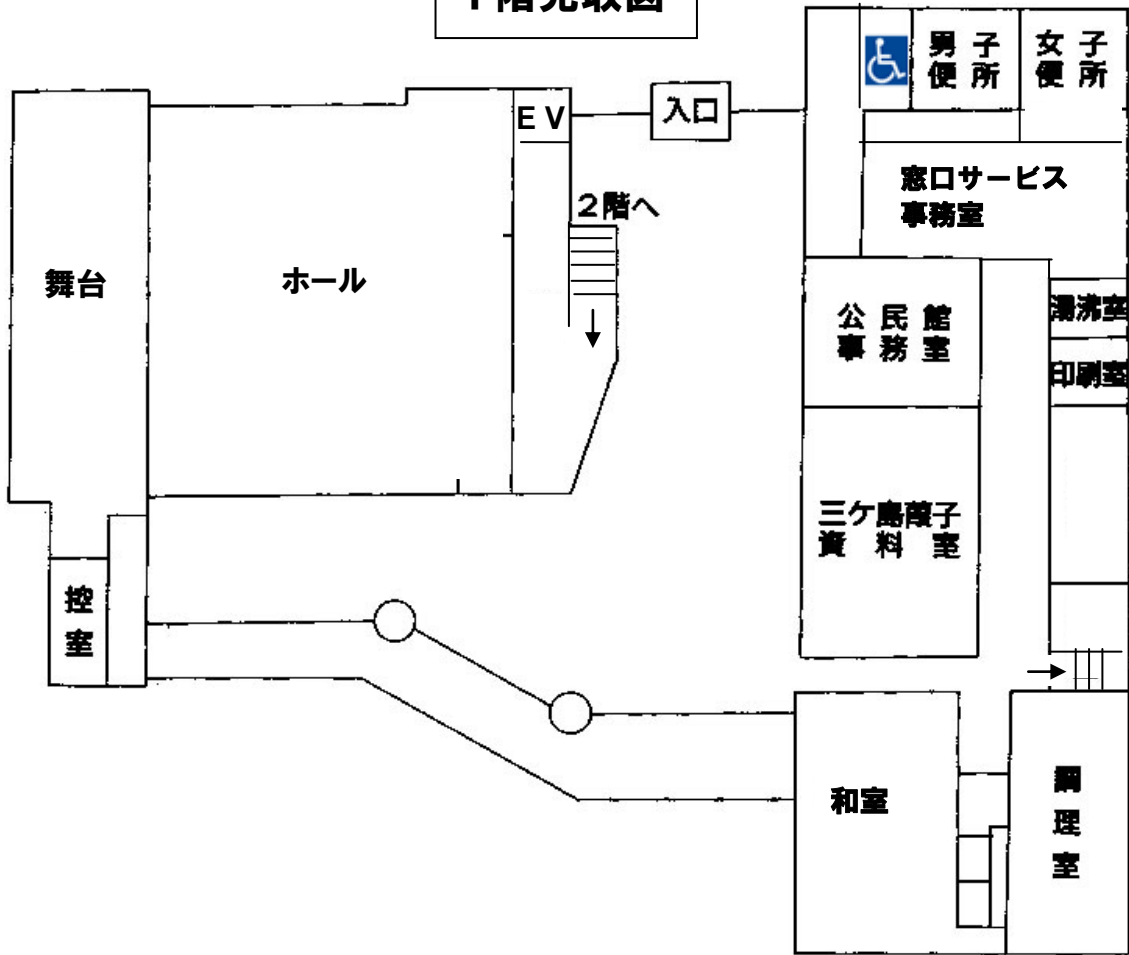 1階見取図
男子
便所
女子
便所
EV
入口
窓口サービス
事務室
2階へ
舞台
ホール
公民館
事務室
湯沸室
印刷室
三ケ島葭子
資料室
控室
和室
調理室